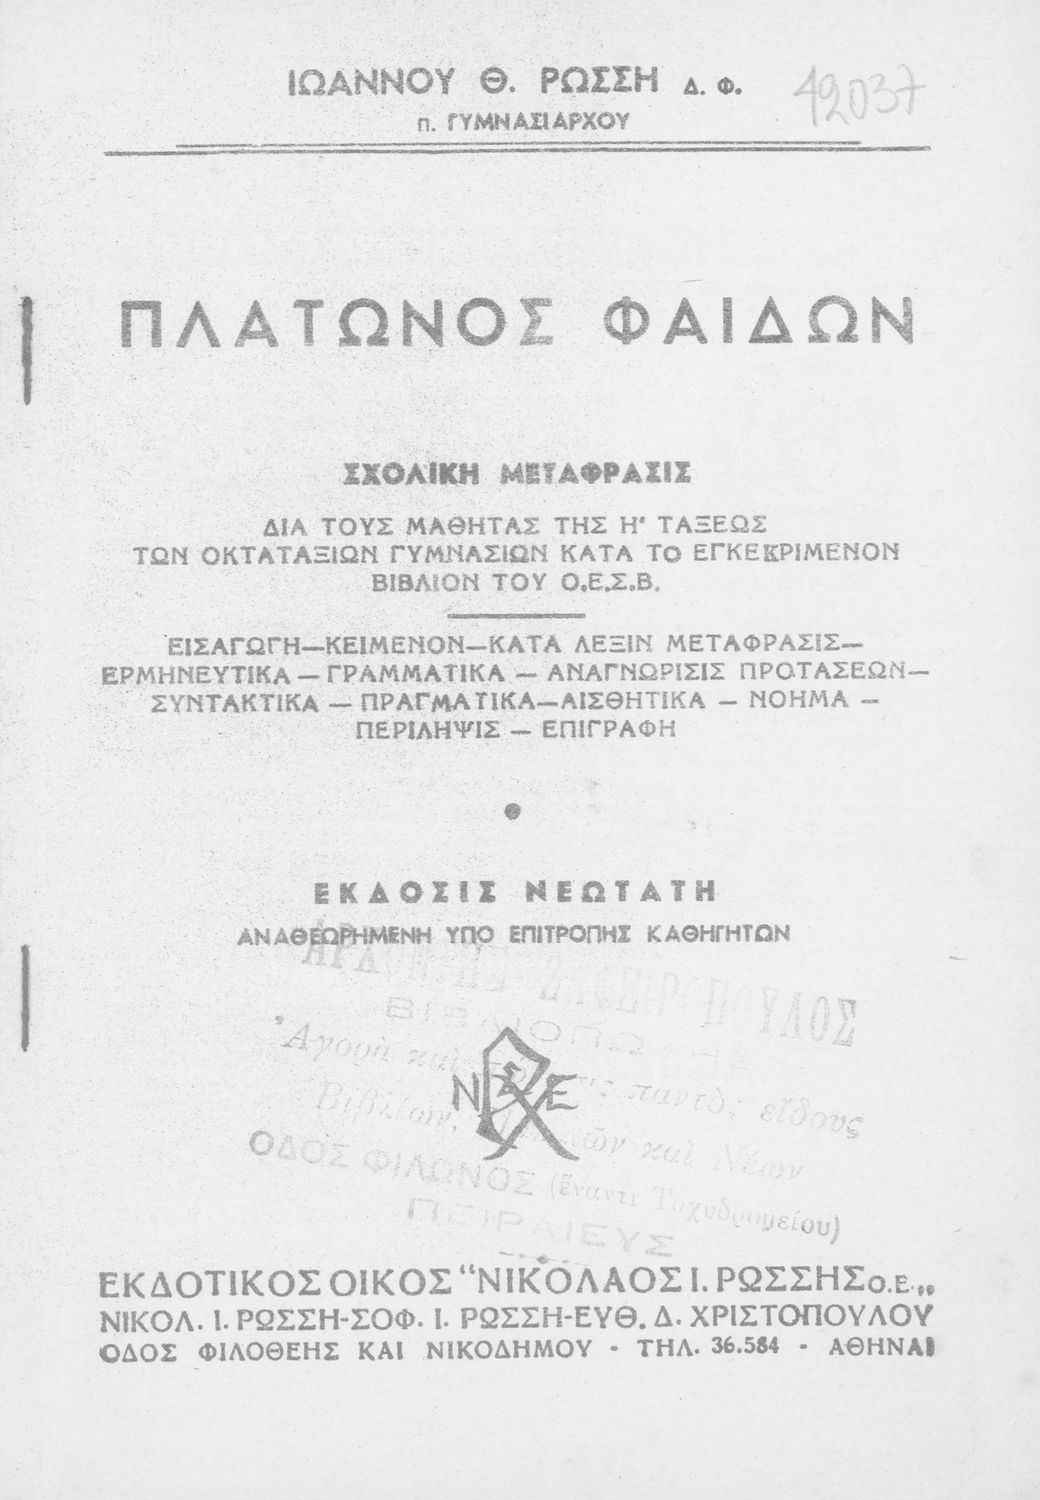 ΙΩΑΝΝΟΥ Θ. ΡΩΣΣΗ Δ. Φ.
42037
π. ΓΥΜΝΑΣΙΑΡΧΟΥ
ΠΛΑΤΩΝΟΣ ΦΑΙΔΩΝ
ΣΧΟΛΙΚΗ ΜΕΤΑΦΡΑΣΙΣ
ΔΙΑ ΤΟΥΣ ΜΑΘΗΤΑΣ ΤΗΣ Η' ΤΑΞΕΩΣ
ΤΩΝ ΟΚΤΑΤΑΞΙΩΝ ΓΥΜΝΑΣΙΩΝ ΚΑΤΑ ΤΟ ΕΓΚΕΚΡΙΜΕΝΟΝ
ΒΙΒΛΙΟΝ ΤΟΥ Ο.Ε.Σ.Β.
ΕΙΣΑΓΩΓΗ—ΚΕΙΜΕΝΟΝ—ΚΑΤΑ ΛΕΞΙΝ ΜΕΤΑΦΡΑΣΙΣ—
ΕΡΜΗΝΕΥΤΙΚΑ — ΓΡΑΜΜΑΤΙΚΑ — ΑΝΑΓΝΩΡΙΣΙΣ ΠΡΟΤΑΣΕΩΝ—
ΣΥΝΤΑΚΤΙΚΑ — ΠΡΑΓΜΑΤΙΚΑ—ΑΙΣΘΗΤΙΚΑ — ΝΟΗΜΑ —
ΠΕΡΙΛΗΨΙΣ — ΕΠΙΓΡΑΦΗ
ΕΚΔΟΣΙΣ ΝΕΩΤΑΤΗ
ΑΝΑΘΕΩΡΗΜΕΝΗ ΥΠΟ ΕΠΙΤΡΟΠΗΣ ΚΑΘΗΓΗΤΩΝ
ΒΙΒΛΙΟΠΩΛΗΣ
Ἀγορὰ καὶ παντὸς εἴδους
Βιβλίων, καὶ Νέων
ΟΔΟΣ ΦΙΛΩΝΟΣ (ἔναντι Ταχυδρομείου)
ΠΕΙΡΑΙΕΥΣ
ΝΣΕ
ΕΚΔΟΤΙΚΟΣ ΟΙΚΟΣ "ΝΙΚΟΛΑΟΣ Ι. ΡΩΣΣΗΣ Ο.Ε.„
ΝΙΚΟΛ. Ι. ΡΩΣΣΗ-ΣΟΦ. Ι. ΡΩΣΣΗ-ΕΥΘ. Δ. ΧΡΙΣΤΟΠΟΥΛΟΥ
ΟΔΟΣ ΦΙΛΟΘΕΗΣ ΚΑΙ ΝΙΚΟΔΗΜΟΥ - ΤΗΛ. 36.584 - ΑΘΗΝΑΙ